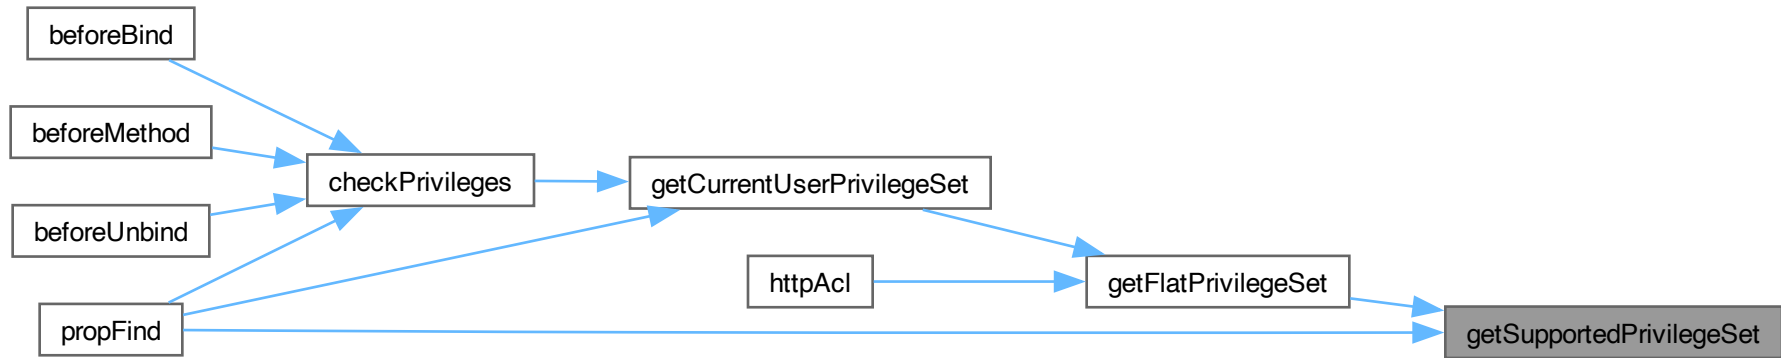 beforeBind
beforeMethod
beforeUnbind
propFind
checkPrivileges
getCurrentUserPrivilegeSet
httpAcl
getFlatPrivilegeSet
getSupportedPrivilegeSet